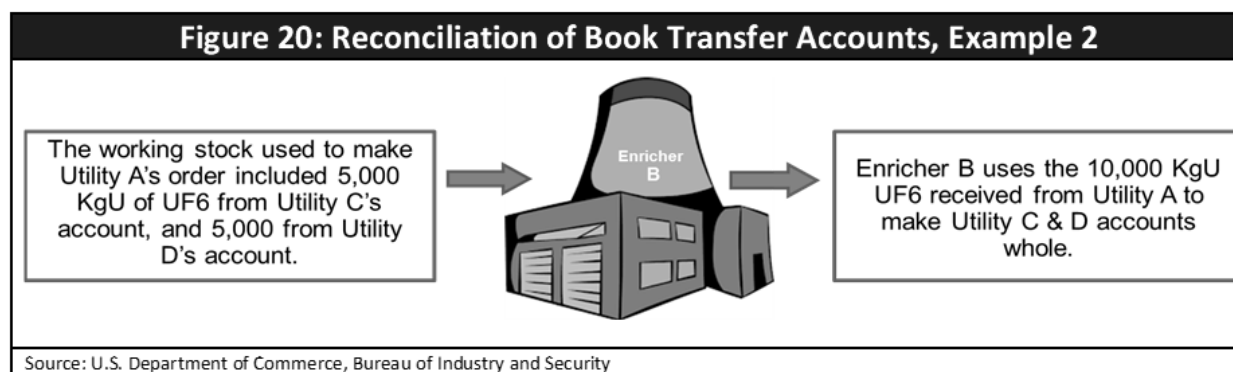 Figure 20: Reconciliation of Book Transfer Accounts, Example 2
The working stock used to make
Utility A's order included 5,000
KgU of UF6 from Utility C's
account, and 5,000 from Utility
D's account.
Enricher
B
Enricher B uses the 10,000 KgU
UF6 received from Utility A to
make Utility C & D accounts
whole.
Source: U.S. Department of Commerce, Bureau of Industry and Security